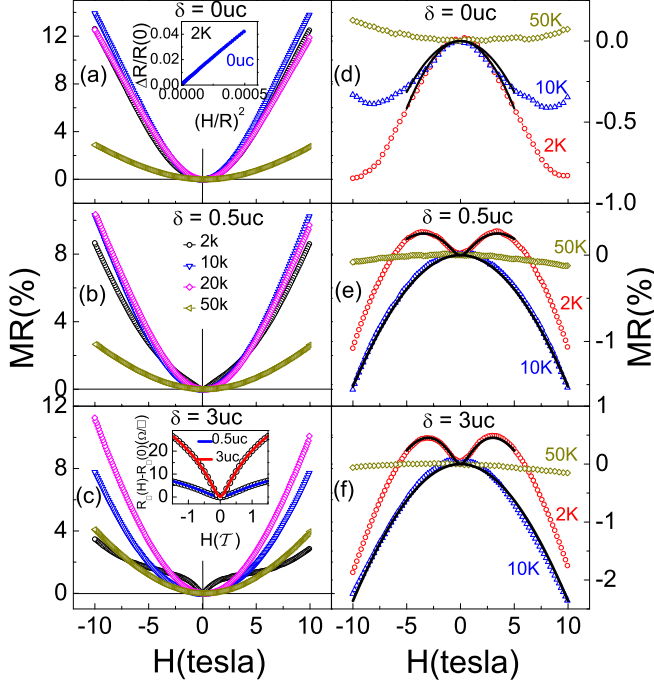 δ = 0uc
δ = 0uc
12
8
4
0
(a)
ΔR/R(0)
0.04
0.02
0.00
2K
0uc
0.0000
0.0005
(H/R)²
(d)
50K
10K
2K
0.0
-0.5
-1.0
δ = 0.5uc
δ = 0.5uc
MR(%)
8
4
0
(b)
2k
10k
20k
50k
(e)
50K
2K
10K
0
-1
MR(%)
δ = 3uc
δ = 3uc
12
8
4
0
(c)
R□(H)-R□(0)(Ω/□)
20
10
0
0.5uc
3uc
-1
0
1
H(T)
(f)
50K
2K
10K
1
0
-1
-2
-10
-5
0
5
10
-10
-5
0
5
10
H(tesla)
H(tesla)